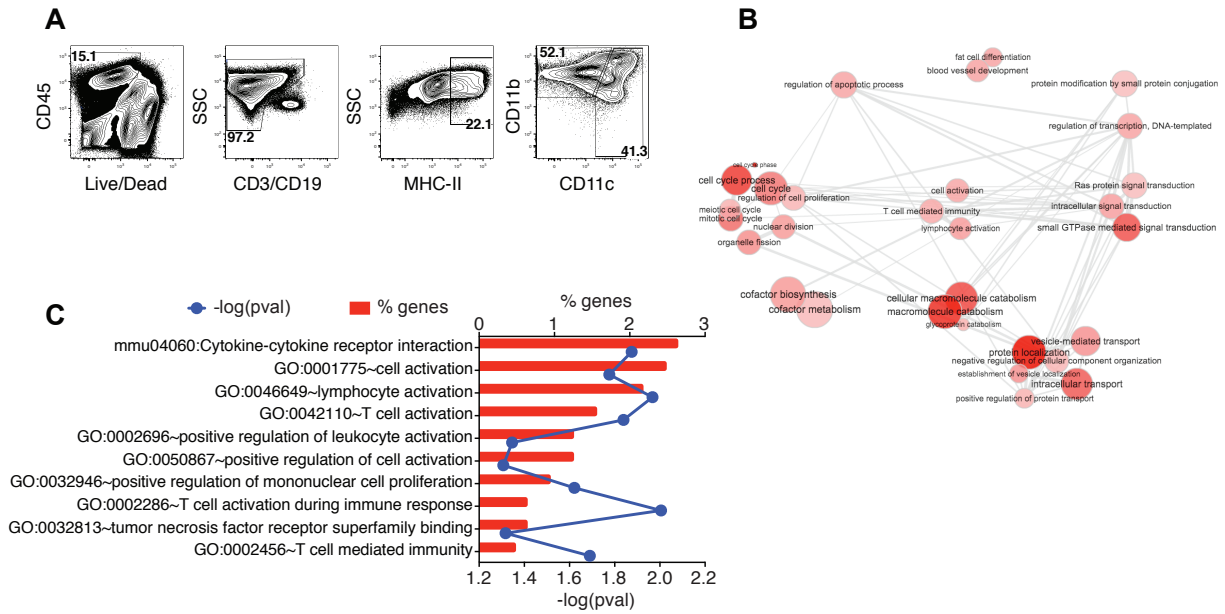 A
CD45
15.1
Live/Dead
SSC
97.2
CD3/CD19
SSC
22.1
MHC-II
CD11b
52.1
41.3
CD11c
B
fat cell differentiation
blood vessel development
regulation of apoptotic process
protein modification by small protein conjugation
regulation of transcription, DNA-templated
cell cycle phase
cell cycle process
cell cycle
regulation of cell proliferation
cell activation
Ras protein signal transduction
meiotic cell cycle
mitotic cell cycle
T cell mediated immunity
intracellular signal transduction
nuclear division
lymphocyte activation
small GTPase mediated signal transduction
organelle fission
cofactor biosynthesis
cofactor metabolism
cellular macromolecule catabolism
macromolecule catabolism
glycoprotein catabolism
vesicle-mediated transport
protein localization
negative regulation of cellular component organization
establishment of vesicle localization
intracellular transport
positive regulation of protein transport
C
-log(pval)
% genes
% genes
0 1 2 3
mmu04060:Cytokine-cytokine receptor interaction
GO:0001775~cell activation
GO:0046649~lymphocyte activation
GO:0042110~T cell activation
GO:0002696~positive regulation of leukocyte activation
GO:0050867~positive regulation of cell activation
GO:0032946~positive regulation of mononuclear cell proliferation
GO:0002286~T cell activation during immune response
GO:0032813~tumor necrosis factor receptor superfamily binding
GO:0002456~T cell mediated immunity
1.2 1.4 1.6 1.8 2.0 2.2
-log(pval)